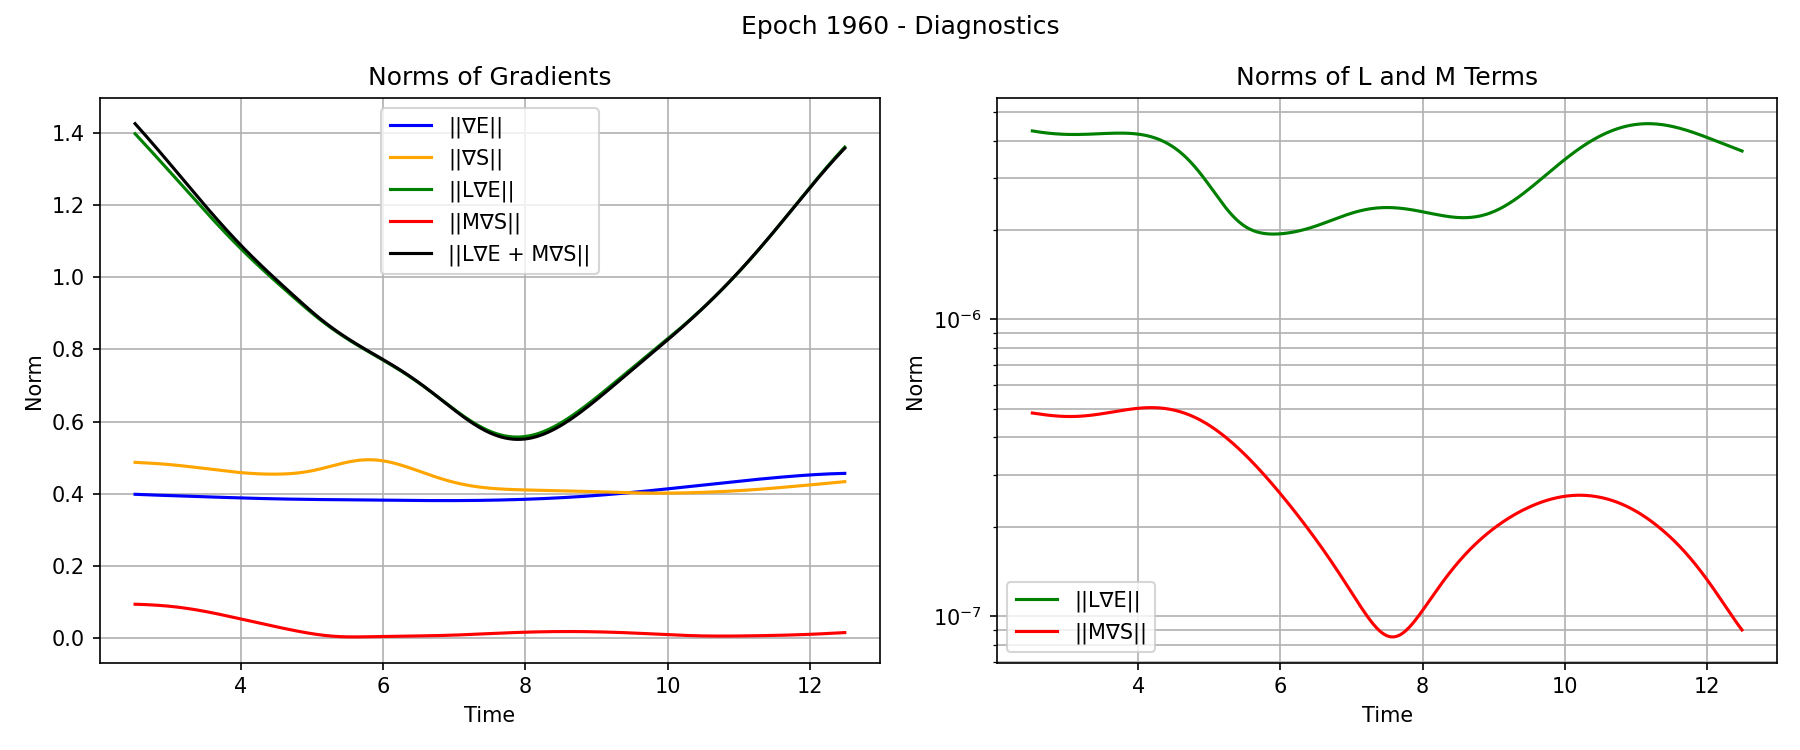 Epoch 1960 - Diagnostics
Norms of Gradients
1.4
1.2
1.0
0.8
0.6
0.4
0.2
0.0
Norm
||∇E||
||∇S||
||L∇E||
||M∇S||
||L∇E + M∇S||
4
6
8
10
12
Time
Norms of L and M Terms
10⁻⁶
10⁻⁷
Norm
||L∇E||
||M∇S||
4
6
8
10
12
Time